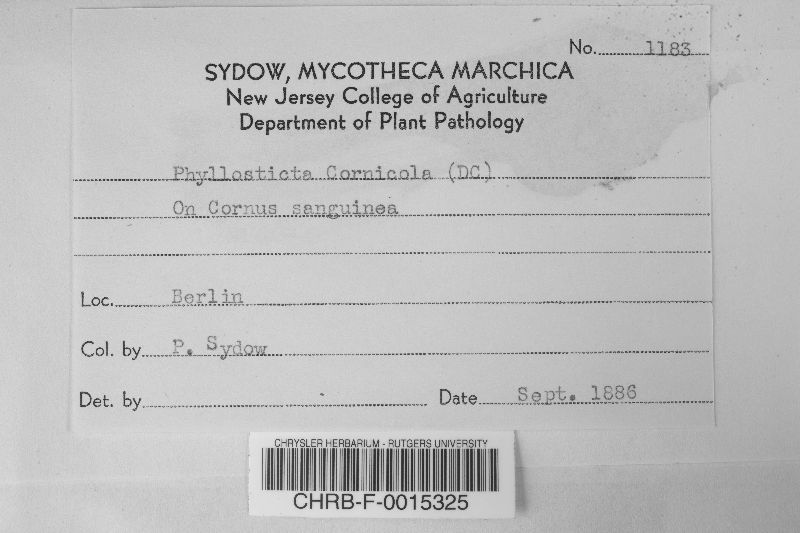 No. 1183
SYDOW, MYCOTHECA MARCHICA
New Jersey College of Agriculture
Department of Plant Pathology
Phyllosticta Cornicola (DC)
On Cornus sanguinea
Loc. Berlin
Col. by P. Sydow
Det. by Date Sept. 1886
CHRYSLER HERBARIUM - RUTGERS UNIVERSITY
CHRB-F-0015325